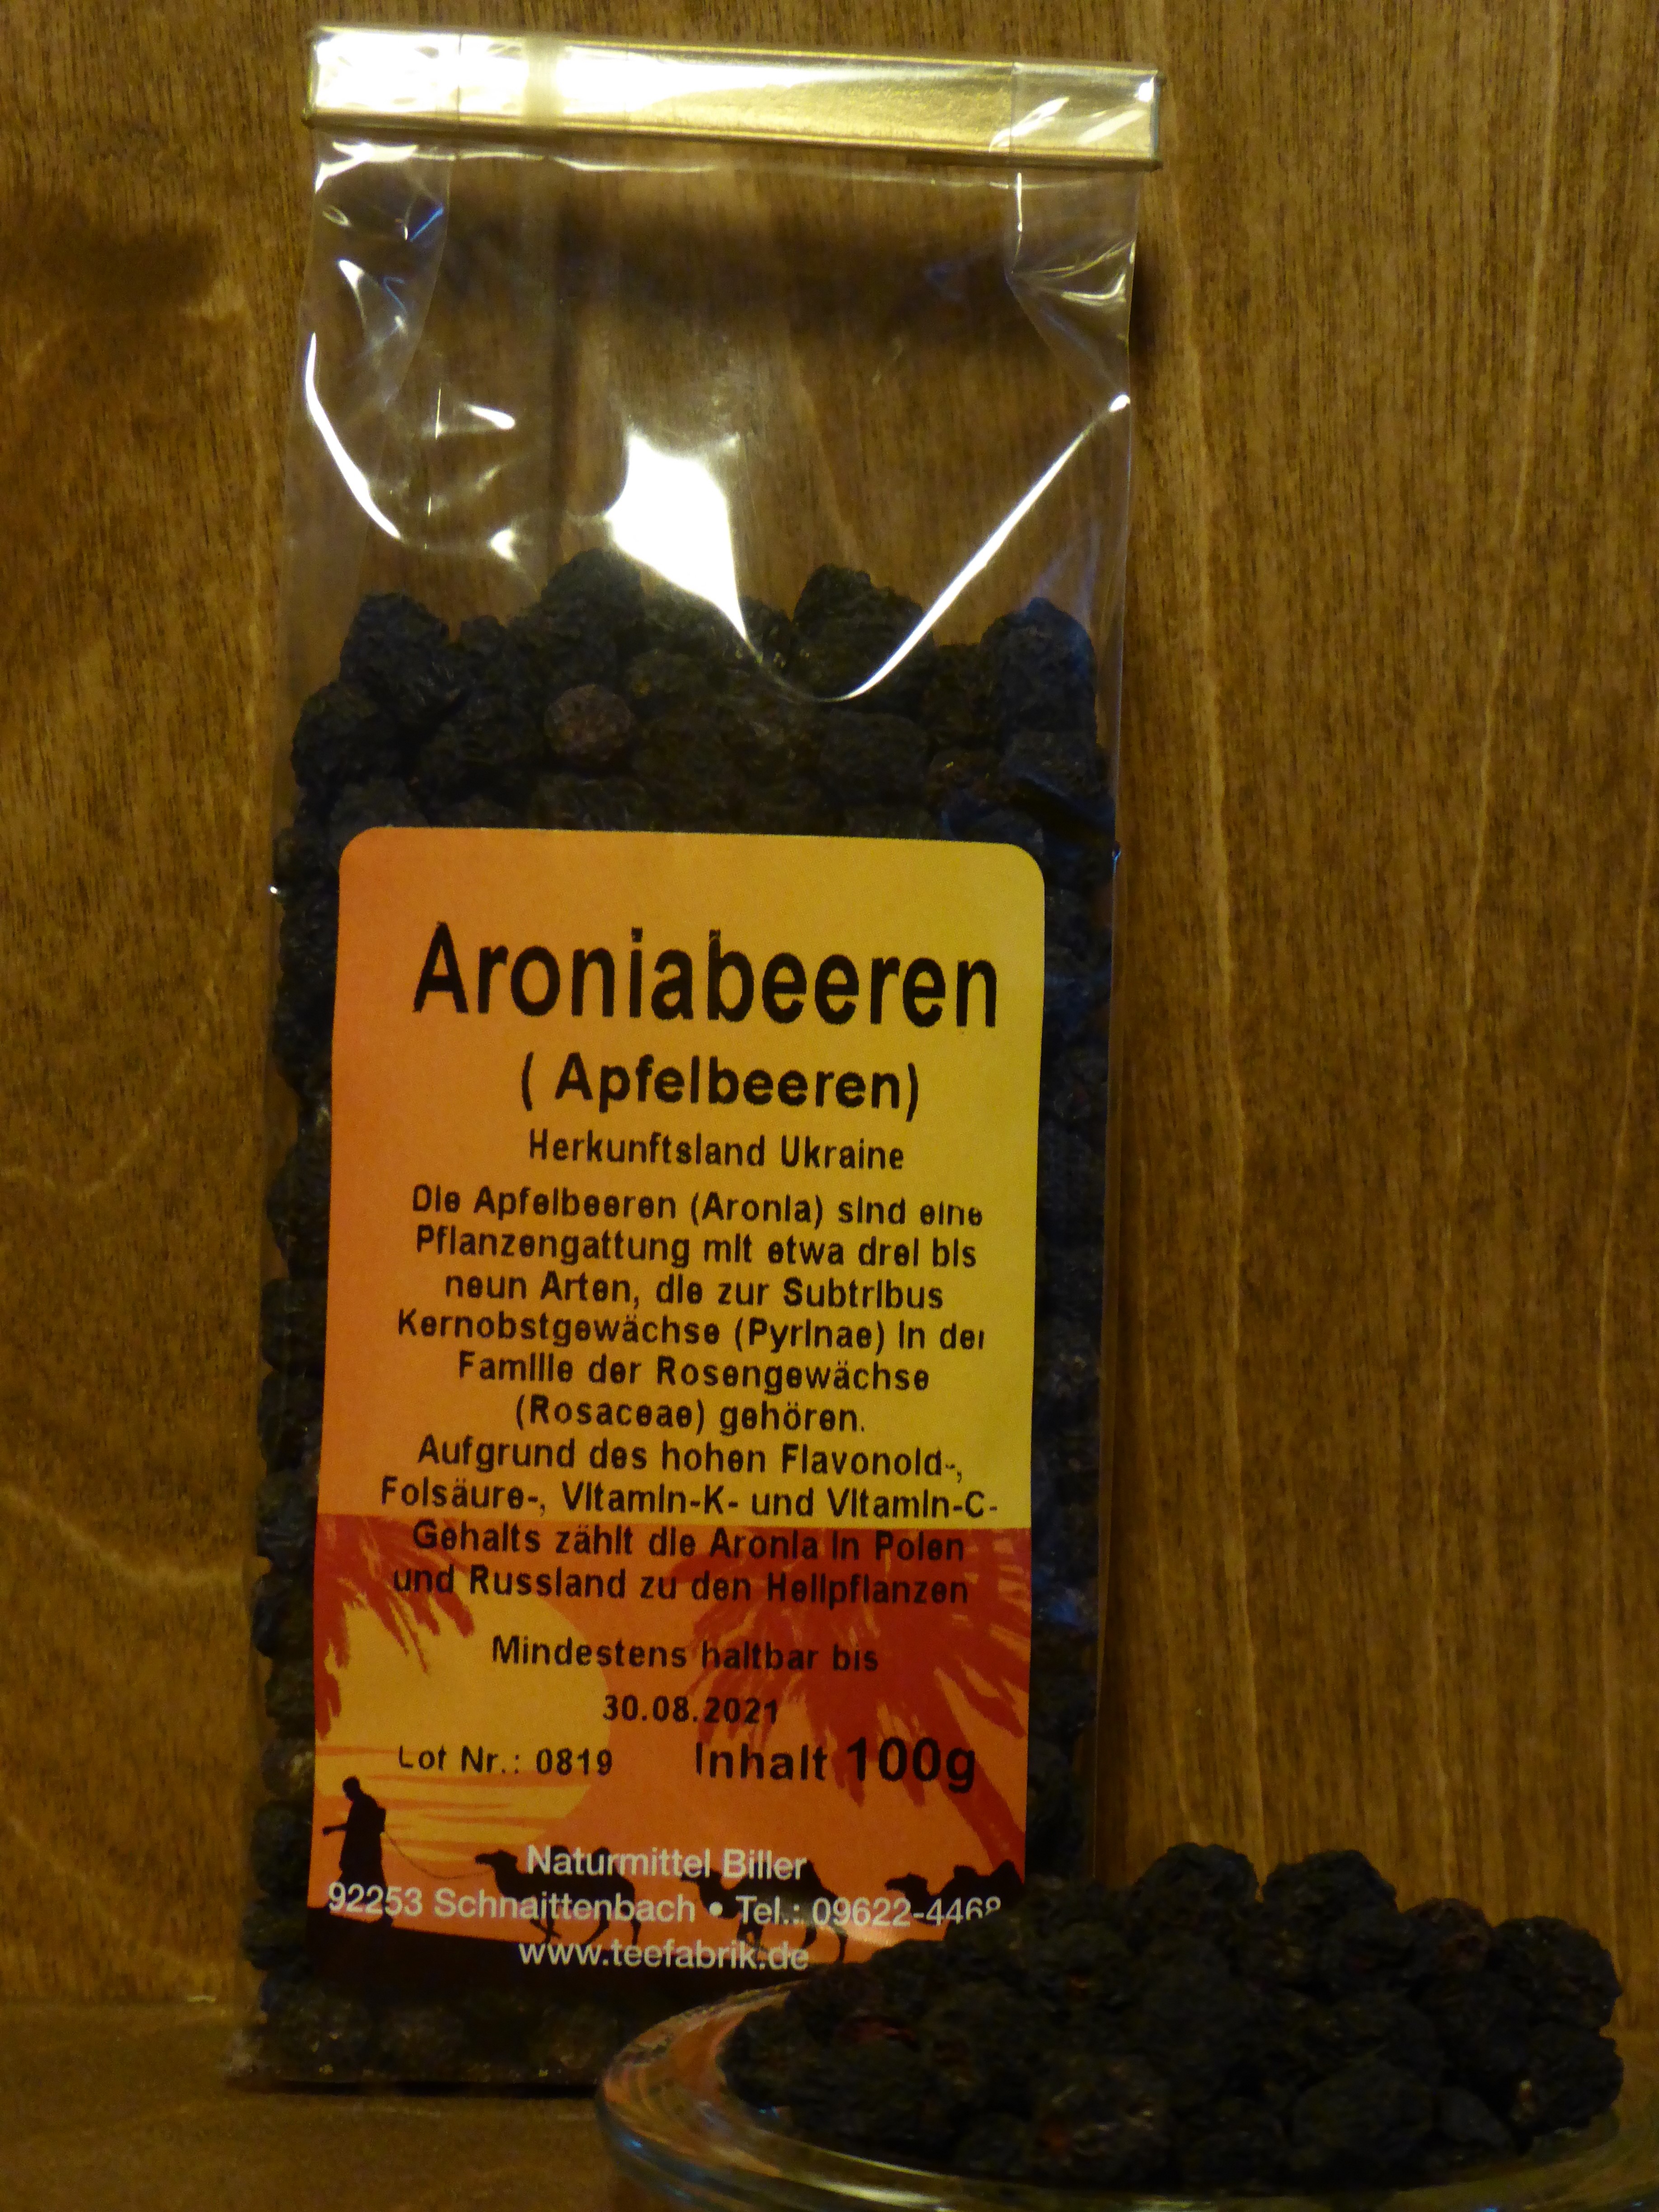 Aroniabeeren
( Apfelbeeren)
Herkunftsland Ukraine
Die Apfelbeeren (Aronia) sind eine
Pflanzengattung mit etwa drei bis
neun Arten, die zur Subtribus
Kernobstgewächse (Pyrinae) in der
Familie der Rosengewächse
(Rosaceae) gehören.
Aufgrund des hohen Flavonoid-,
Folsäure-, Vitamin-K- und Vitamin-C-
Gehalts zählt die Aronia in Polen
und Russland zu den Heilpflanzen
Mindestens haltbar bis
30.08.2021
Lot Nr.: 0819 Inhalt 100g
Naturmittel Biller
92253 Schnaittenbach • Tel.: 09622-4468
www.teefabrik.de